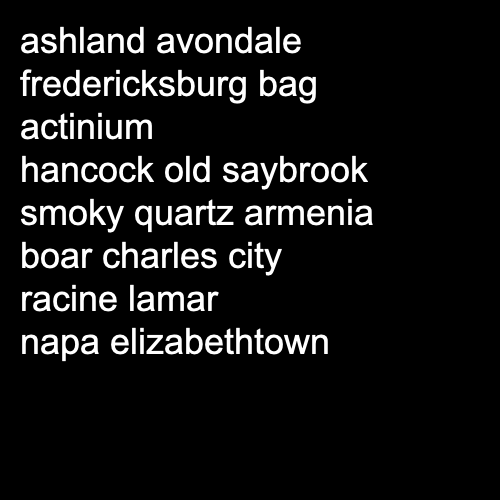 ashland avondale
fredericksburg bag
actinium
hancock old saybrook
smoky quartz armenia
boar charles city
racine lamar
napa elizabethtown